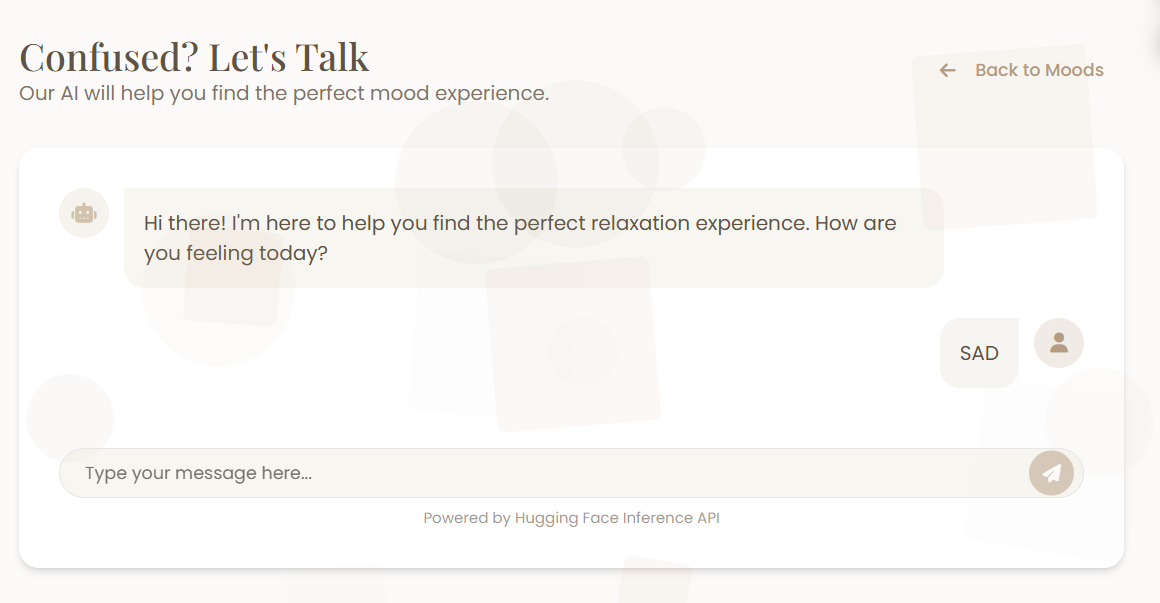 Confused? Let's Talk
Our AI will help you find the perfect mood experience.
Back to Moods
Hi there! I'm here to help you find the perfect relaxation experience. How are
you feeling today?
SAD
Type your message here...
Powered by Hugging Face Inference API